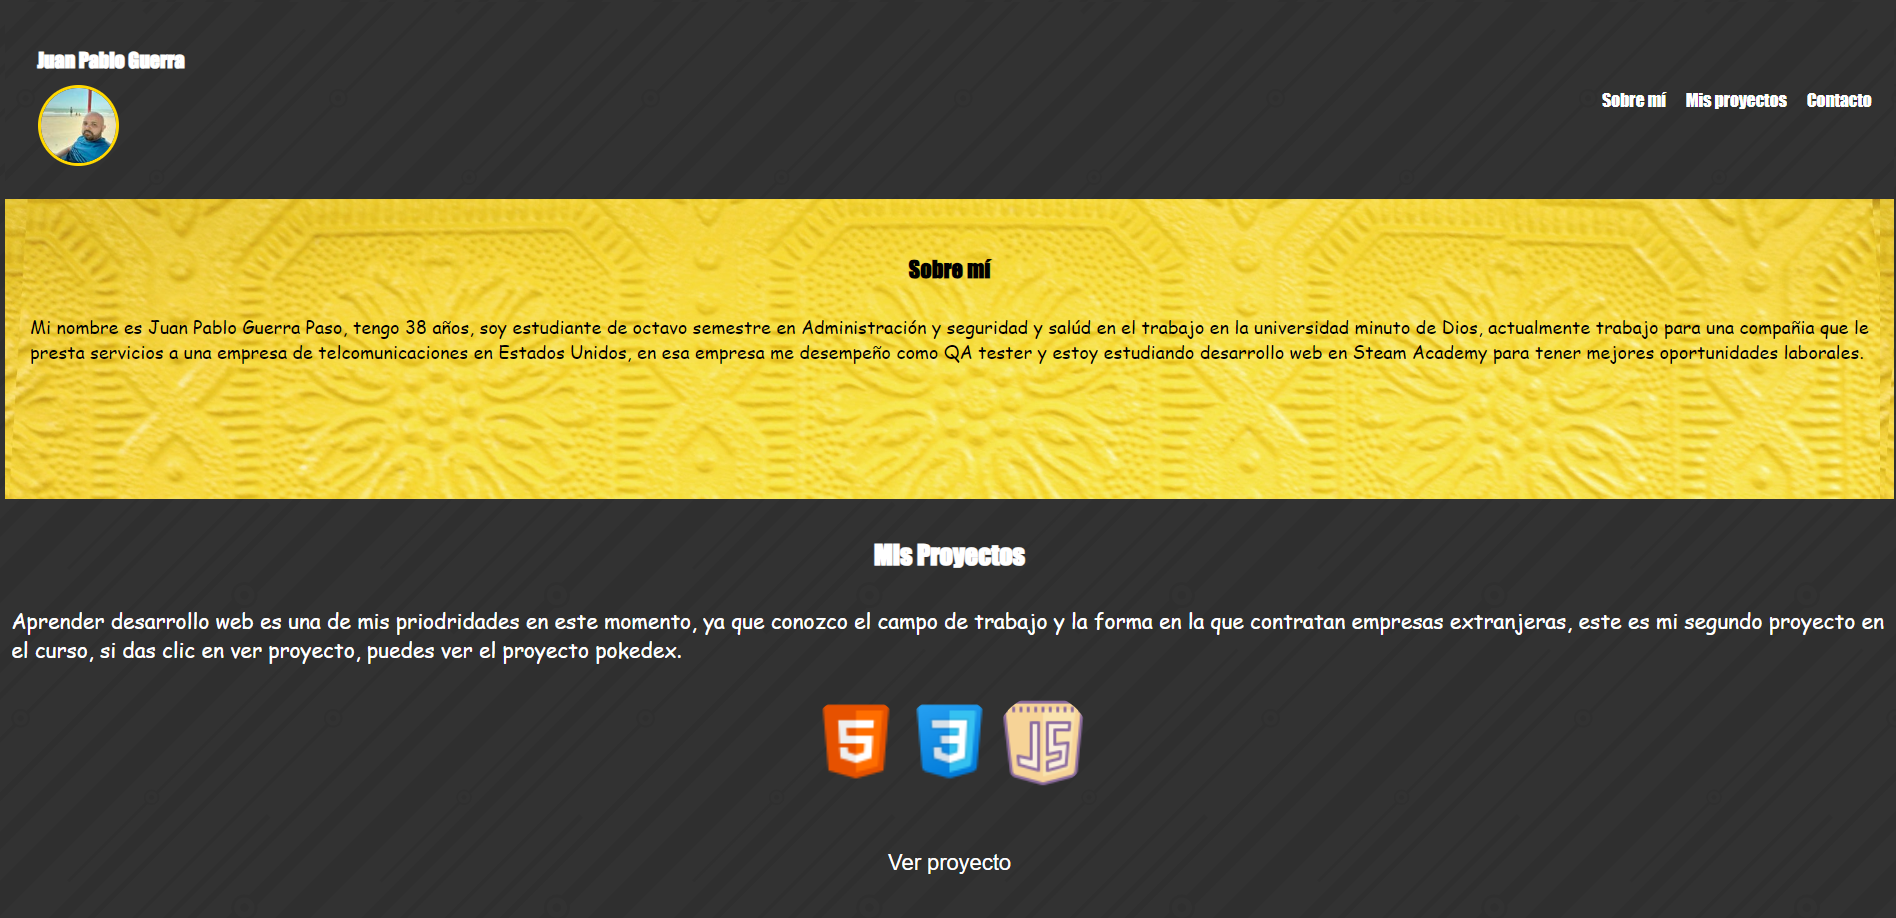 Juan Pablo Guerra
Sobre mí
Mis proyectos
Contacto
Sobre mí
Mi nombre es Juan Pablo Guerra Paso, tengo 38 años, soy estudiante de octavo semestre en Administración y seguridad y salúd en el trabajo en la universidad minuto de Dios, actualmente trabajo para una compañia que le
presta servicios a una empresa de telcomunicaciones en Estados Unidos, en esa empresa me desempeño como QA tester y estoy estudiando desarrollo web en Steam Academy para tener mejores oportunidades laborales.
Mis Proyectos
Aprender desarrollo web es una de mis priodridades en este momento, ya que conozco el campo de trabajo y la forma en la que contratan empresas extranjeras, este es mi segundo proyecto en
el curso, si das clic en ver proyecto, puedes ver el proyecto pokedex.
5 3 JS
Ver proyecto